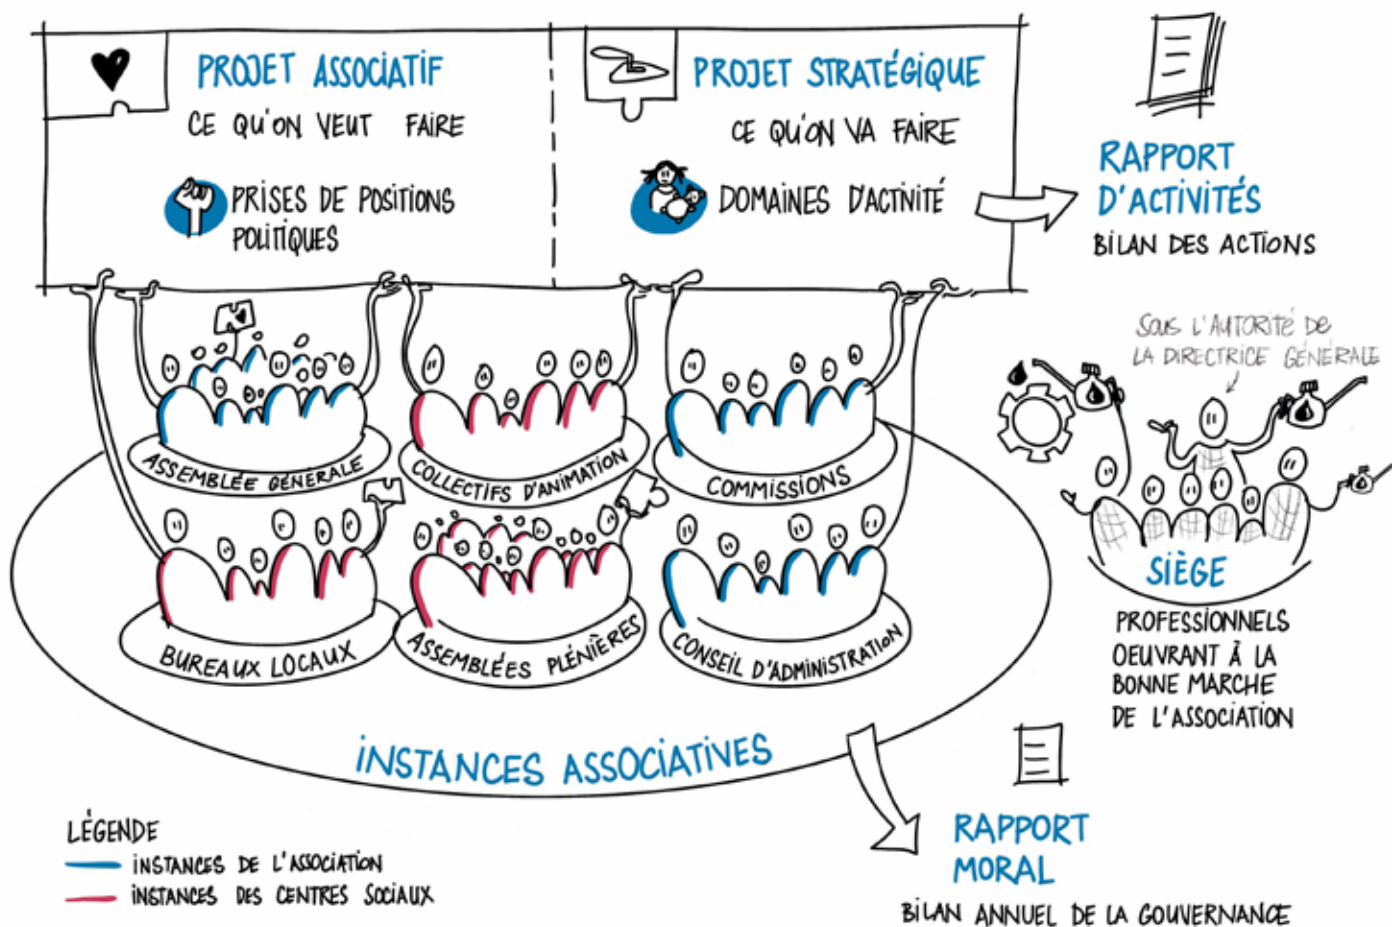 PROJET ASSOCIATIF
CE QU'ON VEUT FAIRE
PRISES DE POSITIONS
POLITIQUES
PROJET STRATÉGIQUE
CE QU'ON VA FAIRE
DOMAINES D'ACTIVITÉ
RAPPORT
D'ACTIVITÉS
BILAN DES ACTIONS
SOUS L'AUTORITÉ DE
LA DIRECTRICE GÉNÉRALE
ASSEMBLÉE GÉNÉRALE
COLLECTIFS D'ANIMATION
COMMISSIONS
BUREAUX LOCAUX
ASSEMBLÉES PLÉNIÈRES
CONSEIL D'ADMINISTRATION
INSTANCES ASSOCIATIVES
SIÈGE
PROFESSIONNELS
OEUVRANT À LA
BONNE MARCHE
DE L'ASSOCIATION
LÉGENDE
INSTANCES DE L'ASSOCIATION
INSTANCES DES CENTRES SOCIAUX
RAPPORT
MORAL
BILAN ANNUEL DE LA GOUVERNANCE